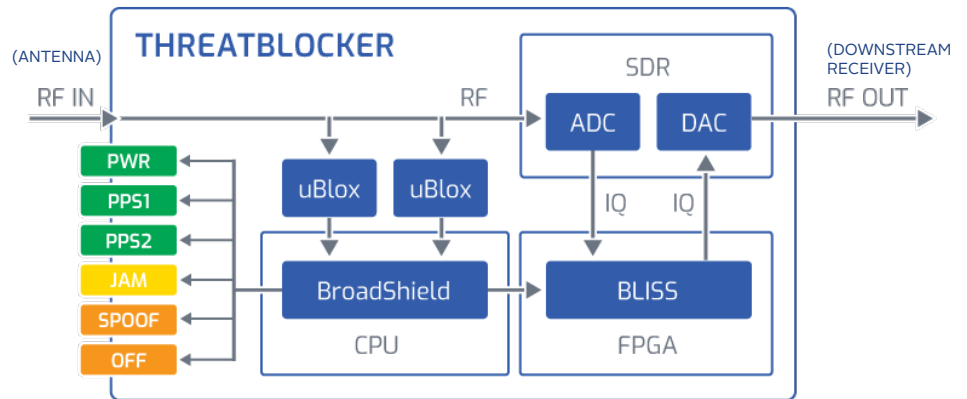 THREATBLOCKER
(ANTENNA)
RF IN
RF
SDR
ADC
DAC
(DOWNSTREAM
RECEIVER)
RF OUT
PWR
PPS1
PPS2
JAM
SPOOF
OFF
uBlox
uBlox
IQ
IQ
BroadShield
CPU
BLISS
FPGA